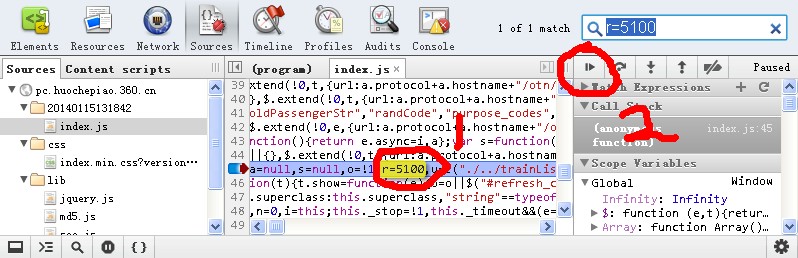 Elements
Resources
Network
Sources
Timeline
Profiles
Audits
Console
1 of 1 match
r=5100
Sources
Content scripts
(program)
index.js ×
Paused
pc.huochepiao.360.cn
20140115131842
index.js
css
index.min.css?version…
lib
jquery.js
md5.js
39 extend(!0,t,{url:a.protocol+a.hostname+"/otn/
40 },$.extend(!0,{url:a.protocol+a.hostname+"/o
41 oldPassengerStr","randCode","purpose_codes",
42 $.extend(!0,e,{url:a.protocol+a.hostname+"/o
43 nction(){return e.async=i,a};var s=function(
44 ||{},$.extend(!0,t,{url:a.protocol+a.hostnam
a=null,s=null,o=!1,r=5100,u=2("./../trainLis
46 ion(t){t.show=function(e){o=o||$("#refresh_c
47 .superclass:this.superclass,"string"==typeof
48 ,n=0,i=this;this._stop=!1,this._timeout&&(e=
49
1
Watch Expressions
Call Stack
(anonymous function)
index.js:45
2
Scope Variables
Global
Window
Infinity: Infinity
$: function (e,t){retur…
Array: function Array()…